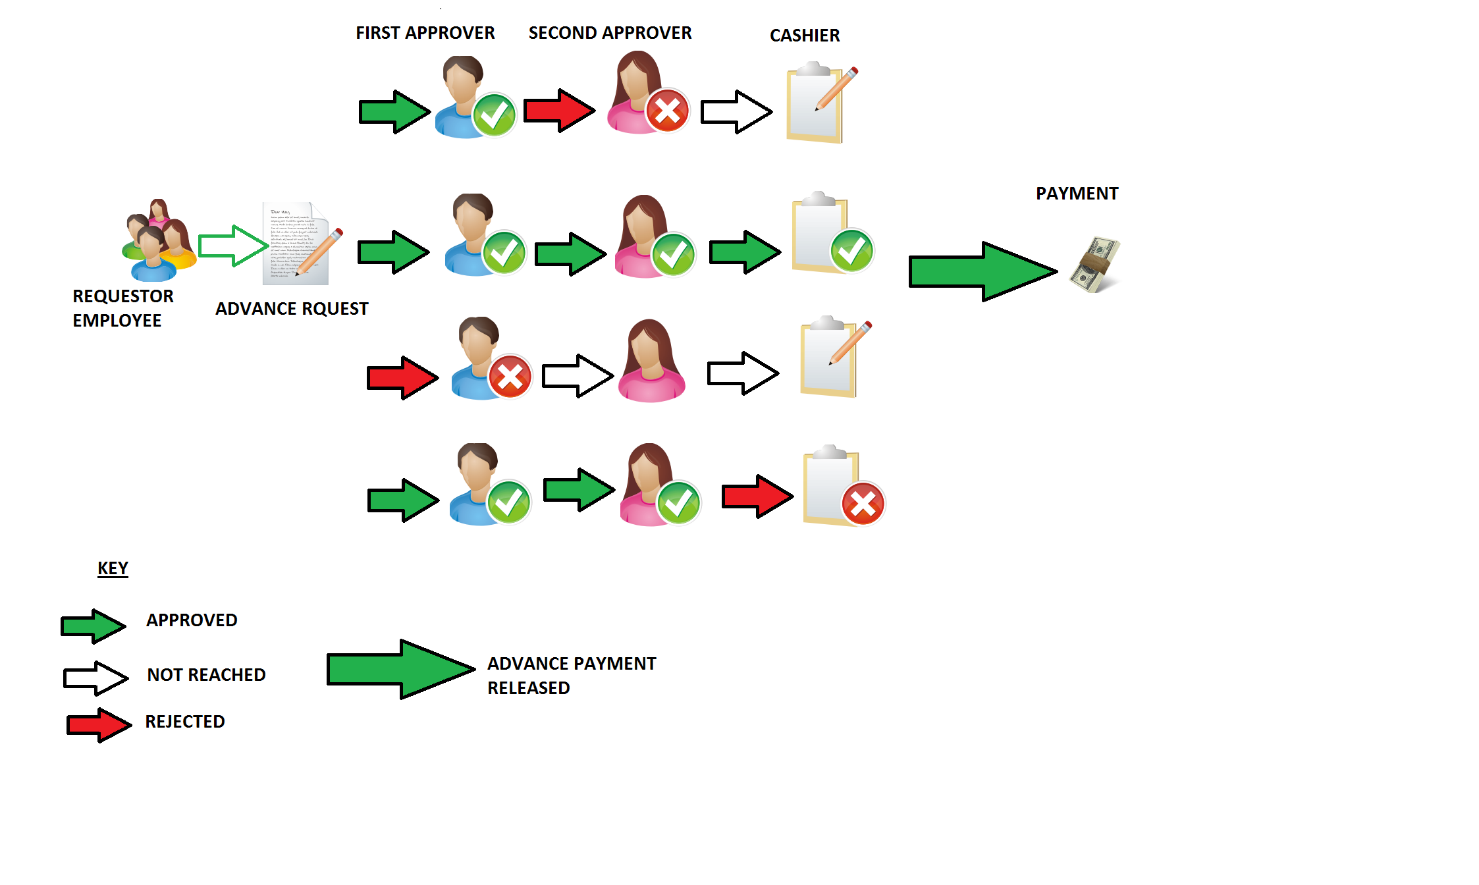 FIRST APPROVER
SECOND APPROVER
CASHIER
PAYMENT
REQUESTOR
EMPLOYEE
ADVANCE RQUEST
KEY
APPROVED
NOT REACHED
REJECTED
ADVANCE PAYMENT
RELEASED